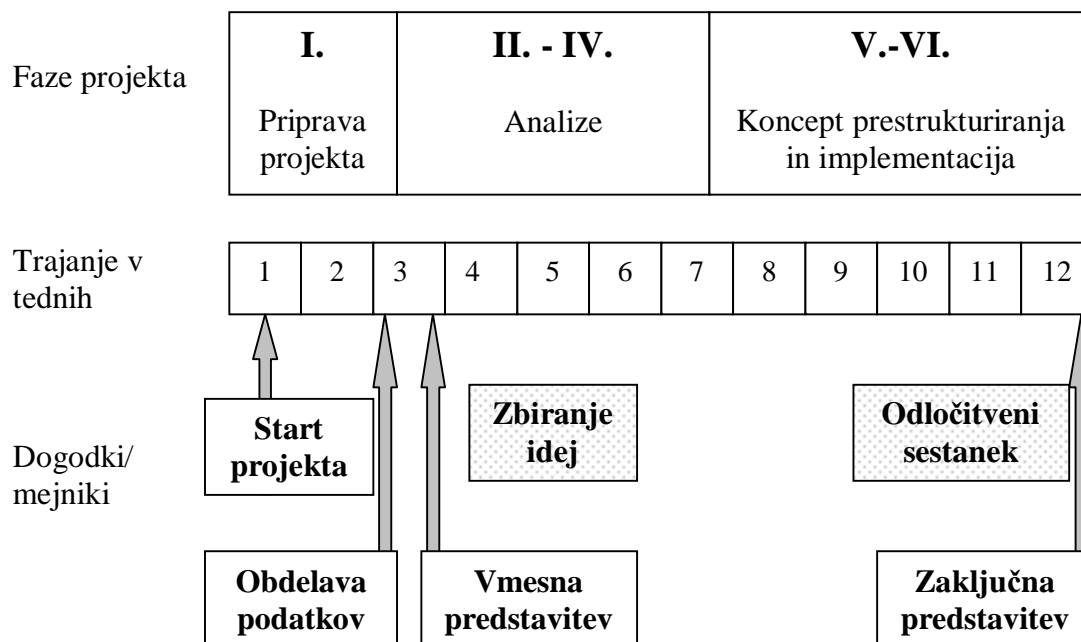 Faze projekta
I.
Priprava
projekta
II. - IV.
Analize
V.-VI.
Koncept prestrukturiranja
in implementacija
Trajanje v
tednih
1 2 3 4 5 6 7 8 9 10 11 12
Dogodki/
mejniki
Start
projekta
Zbiranje
idej
Odločitveni
sestanek
Obdelava
podatkov
Vmesna
predstavitev
Zaključna
predstavitev